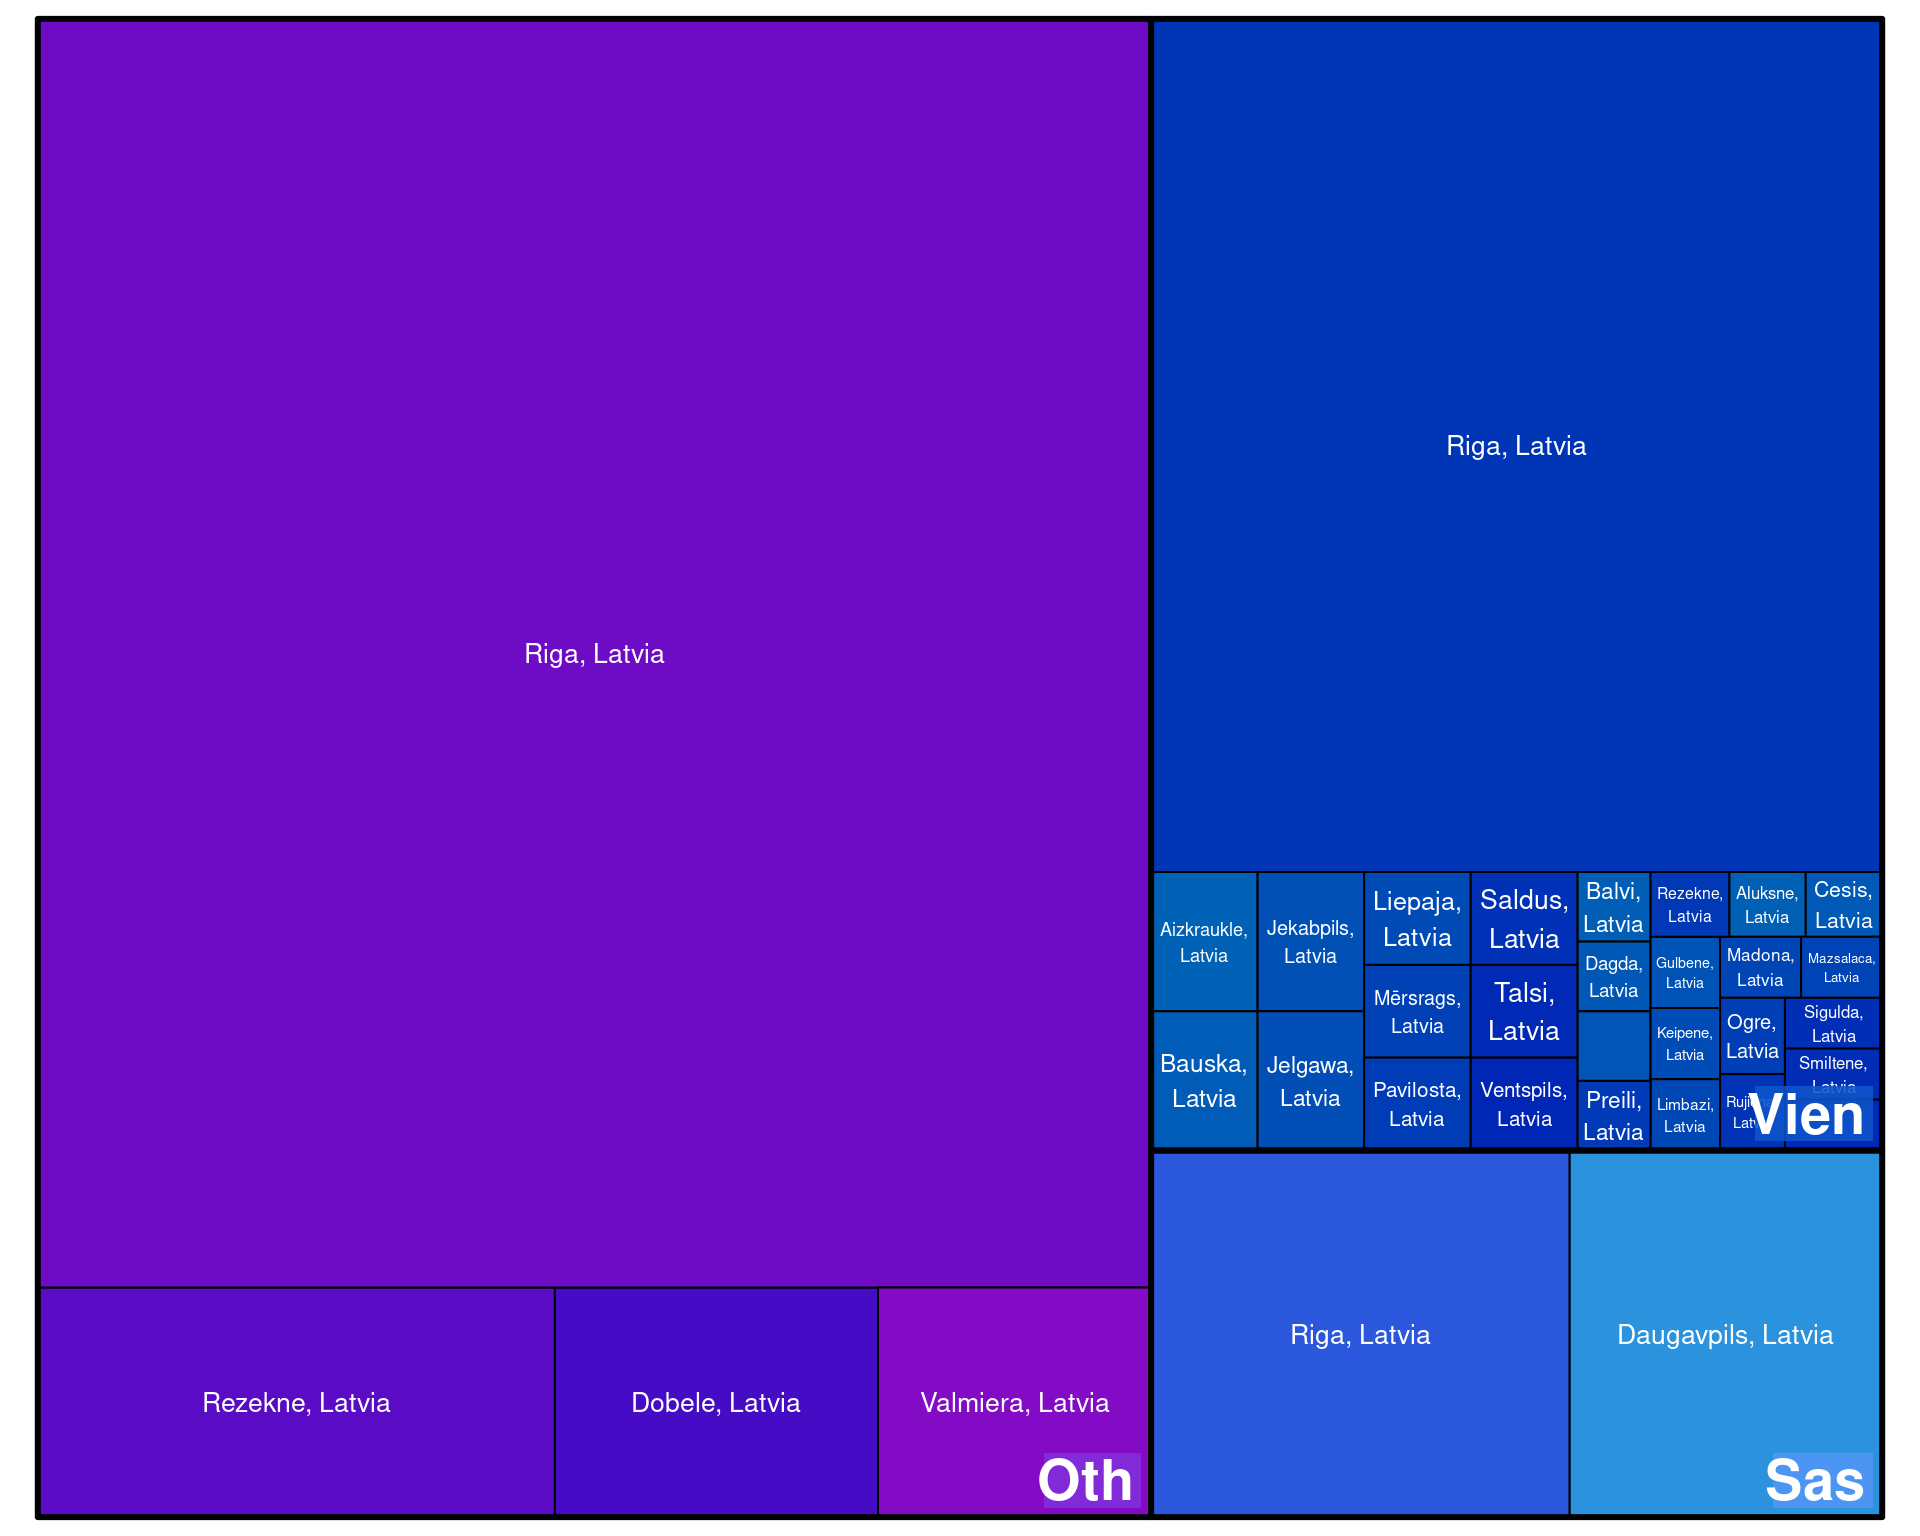 Riga, Latvia
Rezekne, Latvia
Dobele, Latvia
Valmiera, Latvia
Oth
Riga, Latvia
Aizkraukle,
Latvia
Bauska,
Latvia
Jekabpils,
Latvia
Jelgawa,
Latvia
Liepaja,
Latvia
Mērsrags,
Latvia
Pavilosta,
Latvia
Saldus,
Latvia
Talsi,
Latvia
Ventspils,
Latvia
Balvi,
Latvia
Dagda,
Latvia
Preili,
Latvia
Rezekne,
Latvia
Aluksne,
Latvia
Cesis,
Latvia
Gulbene,
Latvia
Keipene,
Latvia
Limbazi,
Latvia
Madona,
Latvia
Mazsalaca,
Latvia
Ogre,
Latvia
Sigulda,
Latvia
Smiltene,
Latvia
Vien
Riga, Latvia
Daugavpils, Latvia
Sas